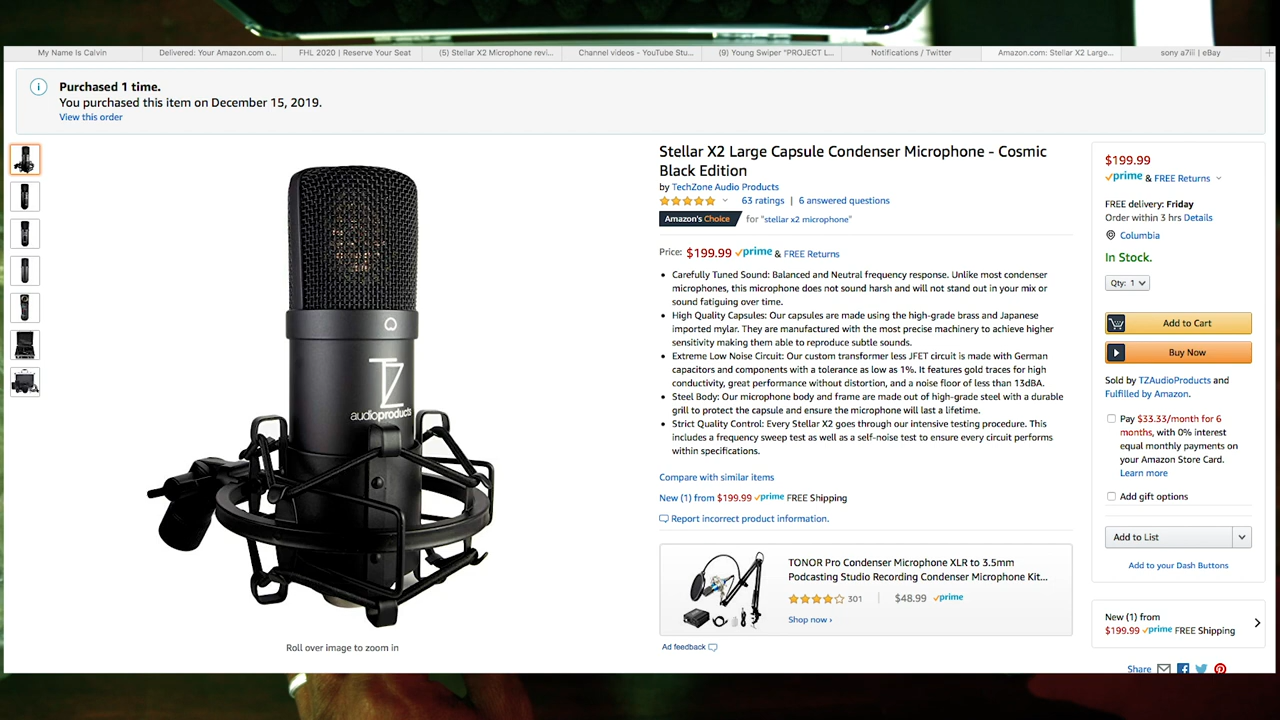 My Name Is Calvin
Delivered: Your Amazon.com o...
FHL 2020 | Reserve Your Seat
(5) Stellar X2 Microphone revi...
Channel videos - YouTube Stu...
(9) Young Swiper "PROJECT L...
Notifications / Twitter
Amazon.com: Stellar X2 Large...
sony a7iii | eBay
Purchased 1 time.
You purchased this item on December 15, 2019.
View this order
TZ
audioproducts
Roll over image to zoom in
Stellar X2 Large Capsule Condenser Microphone - Cosmic
Black Edition
by TechZone Audio Products
63 ratings | 6 answered questions
Amazon's Choice for "stellar x2 microphone"
Price: $199.99 prime & FREE Returns
• Carefully Tuned Sound: Balanced and Neutral frequency response. Unlike most condenser
microphones, this microphone does not sound harsh and will not stand out in your mix or
sound fatiguing over time.
• High Quality Capsules: Our capsules are made using the high-grade brass and Japanese
imported mylar. They are manufactured with the most precise machinery to achieve higher
sensitivity making them able to reproduce subtle sounds.
• Extreme Low Noise Circuit: Our custom transformer less JFET circuit is made with German
capacitors and components with a tolerance as low as 1%. It features gold traces for high
conductivity, great performance without distortion, and a noise floor of less than 13dBA.
• Steel Body: Our microphone body and frame are made out of high-grade steel with a durable
grill to protect the capsule and ensure the microphone will last a lifetime.
• Strict Quality Control: Every Stellar X2 goes through our intensive testing procedure. This
includes a frequency sweep test as well as a self-noise test to ensure every circuit performs
within specifications.
Compare with similar items
New (1) from $199.99 prime FREE Shipping
Report incorrect product information.
TONOR Pro Condenser Microphone XLR to 3.5mm
Podcasting Studio Recording Condenser Microphone Kit...
301 | $48.99 prime
Shop now ›
Ad feedback
$199.99
prime & FREE Returns
FREE delivery: Friday
Order within 3 hrs Details
Columbia
In Stock.
Qty: 1
Add to Cart
Buy Now
Sold by TZAudioProducts and
Fulfilled by Amazon.
Pay $33.33/month for 6
months, with 0% interest
equal monthly payments on
your Amazon Store Card.
Learn more
Add gift options
Add to List
Add to your Dash Buttons
New (1) from
$199.99 prime FREE Shipping
Share